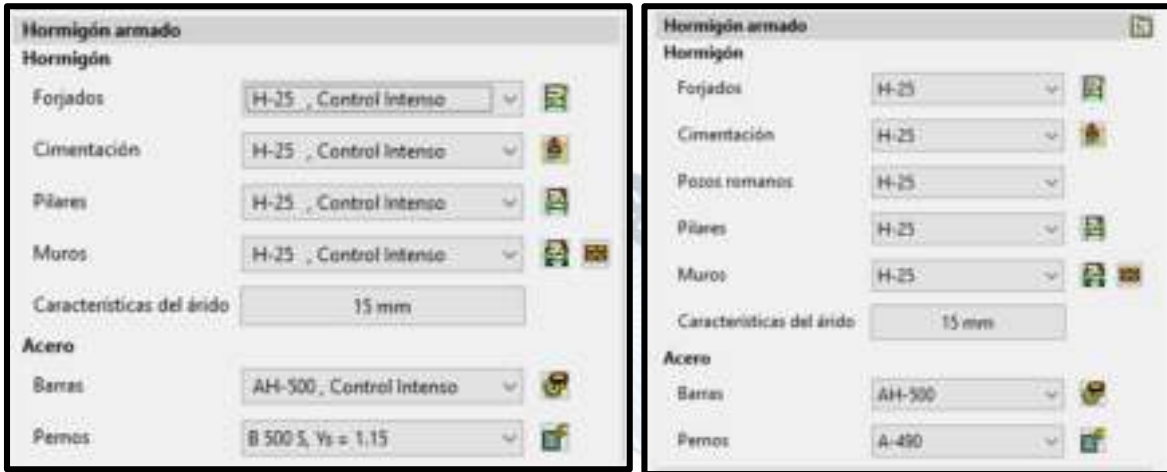 Hormigón armado
Hormigón
Forjados H-25 , Control Intenso
Cimentación H-25 , Control Intenso
Pilares H-25 , Control Intenso
Muros H-25 , Control Intenso
Características del árido 15 mm
Acero
Barras AH-500 , Control Intenso
Pernos B 500 S, Ys = 1.15
Hormigón armado
Hormigón
Forjados H-25
Cimentación H-25
Pozos romanos H-25
Pilares H-25
Muros H-25
Características del árido 15 mm
Acero
Barras AH-500
Pernos A-490